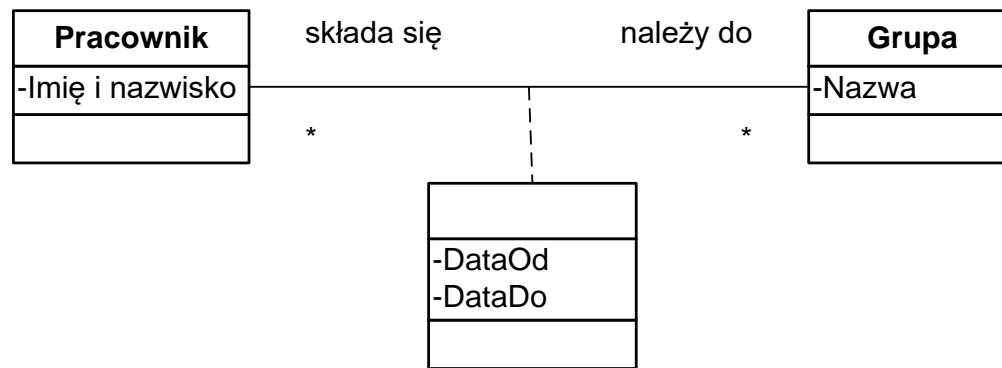 Pracownik
składa się
należy do
Grupa
-Imię i nazwisko
-Nazwa
*
*
-DataOd
-DataDo